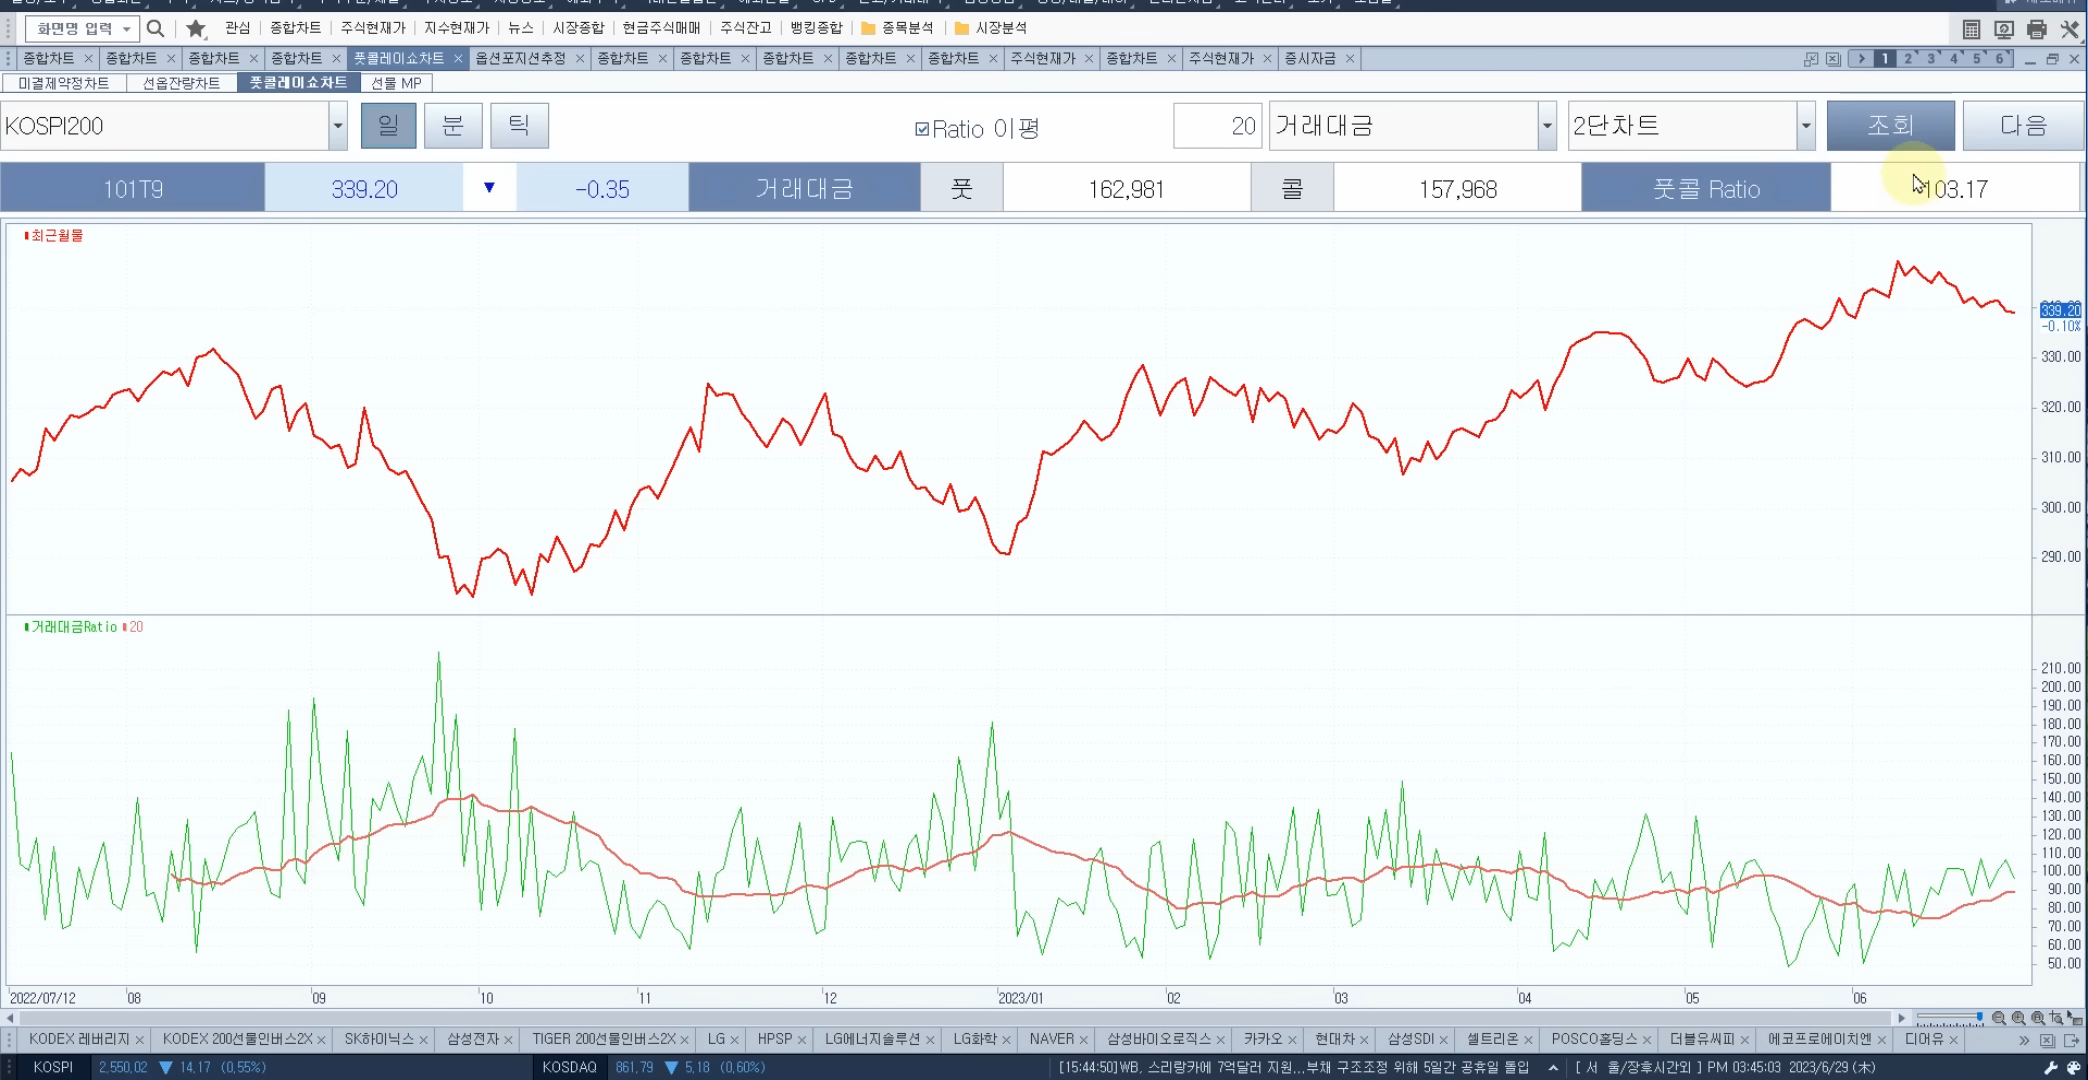 화면명 입력 관심 종합차트 주식현재가 지수현재가 뉴스 시장종합 현금주식매매 주식잔고 뱅킹종합 종목분석 시장분석
종합차트 종합차트 종합차트 종합차트 풋콜레이쇼차트 옵션포지션추정 종합차트 종합차트 종합차트 종합차트 종합차트 주식현재가 종합차트 주식현재가 증시자금 1 2 3 4 5 6
미결제약정차트 선옵잔량차트 풋콜레이쇼차트 선물 MP
KOSPI200 일 분 틱 Ratio 이평 20 거래대금 2단차트 조회 다음
101T9 339.20 ▼ -0.35 거래대금 풋 162,981 콜 157,968 풋콜 Ratio 103.17
최근월물
339.20
-0.10%
330.00
320.00
310.00
300.00
290.00
거래대금Ratio 20
210.00
200.00
190.00
180.00
170.00
160.00
150.00
140.00
130.00
120.00
110.00
100.00
90.00
80.00
70.00
60.00
50.00
2022/07/12 08 09 10 11 12 2023/01 02 03 04 05 06
KODEX 레버리지 KODEX 200선물인버스2X SK하이닉스 삼성전자 TIGER 200선물인버스2X LG HPSP LG에너지솔루션 LG화학 NAVER 삼성바이오로직스 카카오 현대차 삼성SDI 셀트리온 POSCO홀딩스 더블유씨피 에코프로에이치엔 디어유
KOSPI 2,550.02 ▼ 14.17 (0.55%) KOSDAQ 861.79 ▼ 5.18 (0.60%) [15:44:50]WB, 스리랑카에 7억달러 지원...부채 구조조정 위해 5일간 공휴일 돌입 [ 서 울/장후시간외 ] PM 03:45:03 2023/6/29 (木)